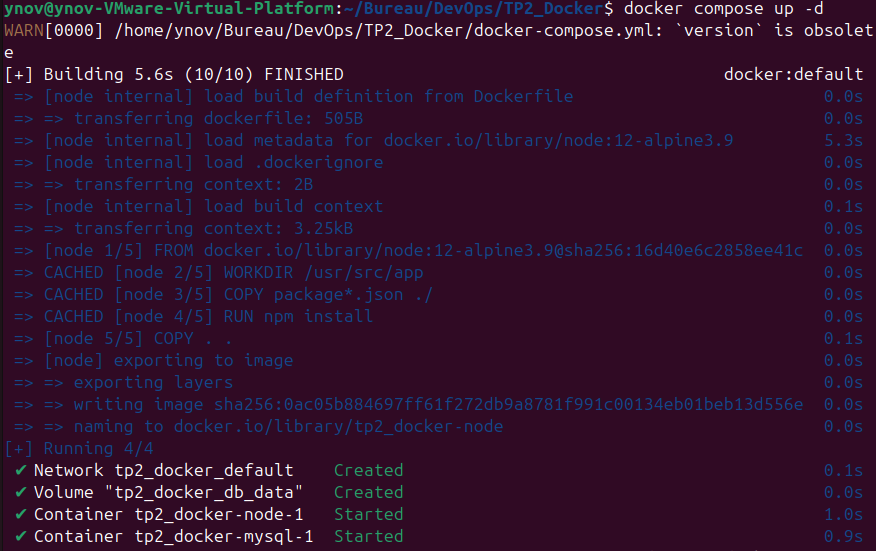 ynov@ynov-VMware-Virtual-Platform:~/Bureau/DevOps/TP2_Docker$ docker compose up -d
WARN[0000] /home/ynov/Bureau/DevOps/TP2_Docker/docker-compose.yml: `version` is obsolet
e
[+] Building 5.6s (10/10) FINISHED docker:default
=> [node internal] load build definition from Dockerfile 0.0s
=> => transferring dockerfile: 505B 0.0s
=> [node internal] load metadata for docker.io/library/node:12-alpine3.9 5.3s
=> [node internal] load .dockerignore 0.0s
=> => transferring context: 2B 0.0s
=> [node internal] load build context 0.1s
=> => transferring context: 3.25kB 0.0s
=> [node 1/5] FROM docker.io/library/node:12-alpine3.9@sha256:16d40e6c2858ee41c 0.0s
=> CACHED [node 2/5] WORKDIR /usr/src/app 0.0s
=> CACHED [node 3/5] COPY package*.json ./ 0.0s
=> CACHED [node 4/5] RUN npm install 0.0s
=> [node 5/5] COPY . . 0.1s
=> [node] exporting to image 0.0s
=> => exporting layers 0.0s
=> => writing image sha256:0ac05b884697ff61f272db9a8781f991c00134eb01beb13d556e 0.0s
=> => naming to docker.io/library/tp2_docker-node 0.0s
[+] Running 4/4
✔ Network tp2_docker_default Created 0.1s
✔ Volume "tp2_docker_db_data" Created 0.0s
✔ Container tp2_docker-node-1 Started 1.0s
✔ Container tp2_docker-mysql-1 Started 0.9s